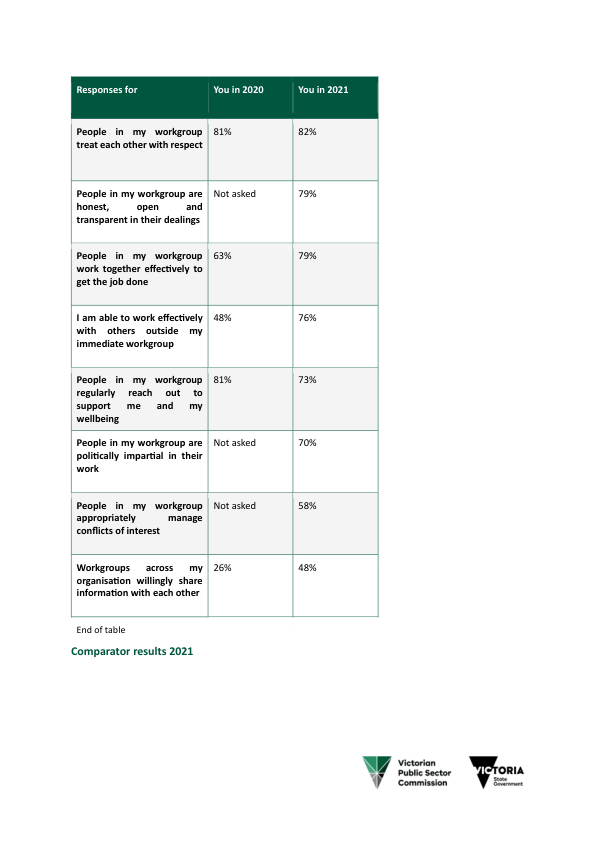 Responses for You in 2020 You in 2021
People in my workgroup 81% 82%
treat each other with respect
People in my workgroup are Not asked 79%
honest, open and
transparent in their dealings
People in my workgroup 63% 79%
work together effectively to
get the job done
I am able to work effectively 48% 76%
with others outside my
immediate workgroup
People in my workgroup 81% 73%
regularly reach out to
support me and my
wellbeing
People in my workgroup are Not asked 70%
politically impartial in their
work
People in my workgroup Not asked 58%
appropriately manage
conflicts of interest
Workgroups across my 26% 48%
organisation willingly share
information with each other
End of table
Comparator results 2021
Victorian
Public Sector
Commission
VICTORIA
State
Government